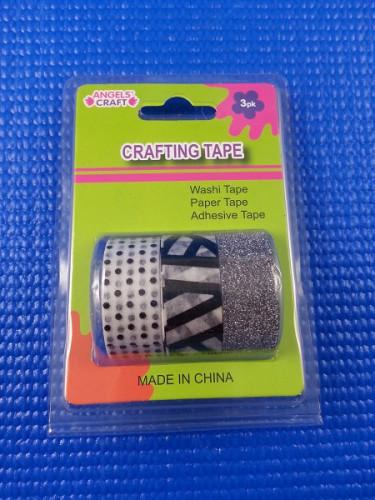 ANGELS'
CRAFT
3pk
CRAFTING TAPE
Washi Tape
Paper Tape
Adhesive Tape
MADE IN CHINA